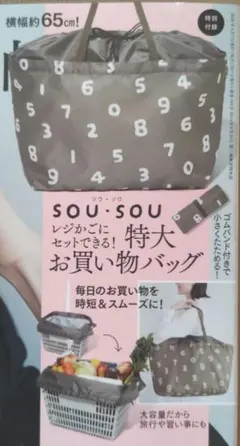 横幅約65cm!
特別
付録
ソウ・ソウ
SOU・SOU
レジかごに
セットできる!
特大
お買い物バッグ
ゴムバンド付きで
小さくたためる!
毎日のお買い物を
時短&スムーズに!
大容量だから
旅行や習い事にも